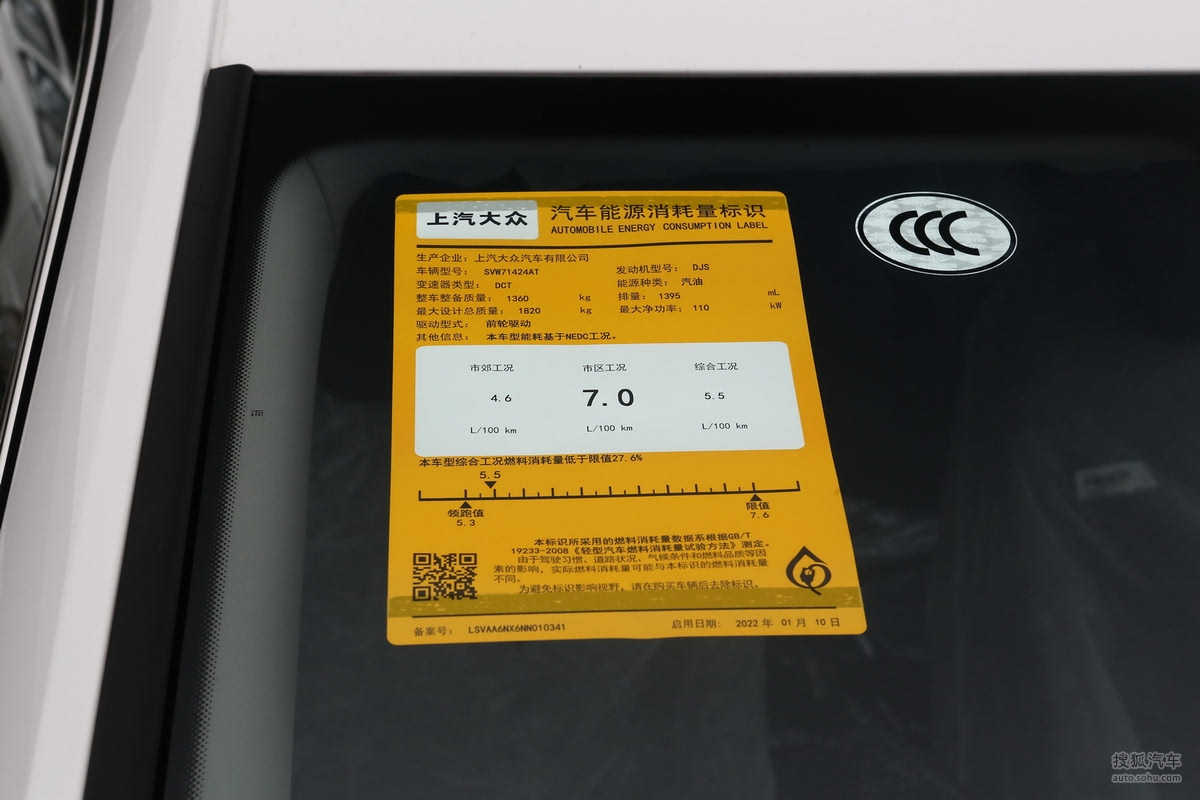 上汽大众
汽车能源消耗量标识
AUTOMOBILE ENERGY CONSUMPTION LABEL
生产企业: 上汽大众汽车有限公司
车辆型号: SVW71424AT 发动机型号: DJS
变速器类型: DCT 能源种类: 汽油
整车整备质量: 1360 kg 排量: 1395 mL
最大设计总质量: 1820 kg 最大净功率: 110 kW
驱动型式: 前轮驱动
其他信息: 本车型能耗基于NEDC工况。
市郊工况 市区工况 综合工况
4.6 7.0 5.5
L/100 km L/100 km L/100 km
本车型综合工况燃料消耗量低于限值27.6%
5.5
领跑值 限值
5.3 7.6
本标识所采用的燃料消耗量数据系根据GB/T
19233-2008《轻型汽车燃料消耗量试验方法》测定。
由于驾驶习惯、道路状况、气候条件和燃料品质等因
素的影响, 实际燃料消耗量可能与本标识的燃料消耗量
不同。
为避免标识影响视野, 请在购买车辆后去除标识。
备案号: LSVAA6NX6NN010341 启用日期: 2022 年 01 月 10 日
CCC
搜狐汽车
auto.sohu.com